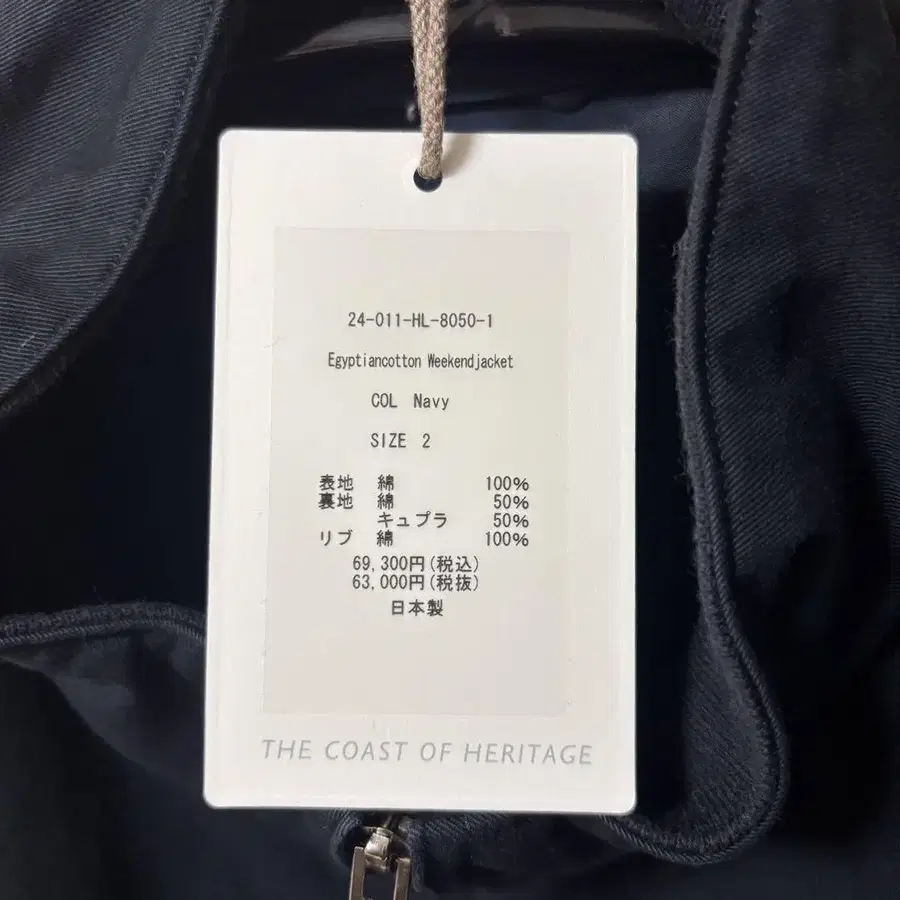 24-011-HL-8050-1
Egyptiancotton Weekendjacket
COL Navy
SIZE 2
表地 綿 100%
裏地 綿 50%
キュプラ 50%
リブ 綿 100%
69,300円(税込)
63,000円(税抜)
日本製
THE COAST OF HERITAGE